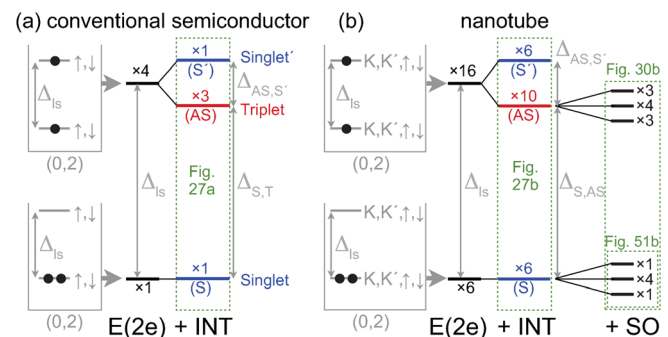 (a) conventional semiconductor
×4
×1
Singlet´
↑,↓
(S´)
Δls
ΔAS,S´
×3
Triplet
↑,↓
(AS)
(0,2)
Fig.
27a
Δls
ΔS,T
↑,↓
Δls
×1
↑,↓
Singlet
×1
(S)
(0,2)
E(2e) + INT
(b) nanotube
×16
×6
Fig. 30b
K,K´,↑,↓
(S´)
ΔAS,S´
Δls
×10
×3
×4
×3
K,K´,↑,↓
(AS)
(0,2)
Fig.
27b
Δls
ΔS,AS
K,K´,↑,↓
Fig. 51b
Δls
×6
×1
K,K´,↑,↓
×4
×6
(S)
×1
(0,2)
E(2e) + INT + SO